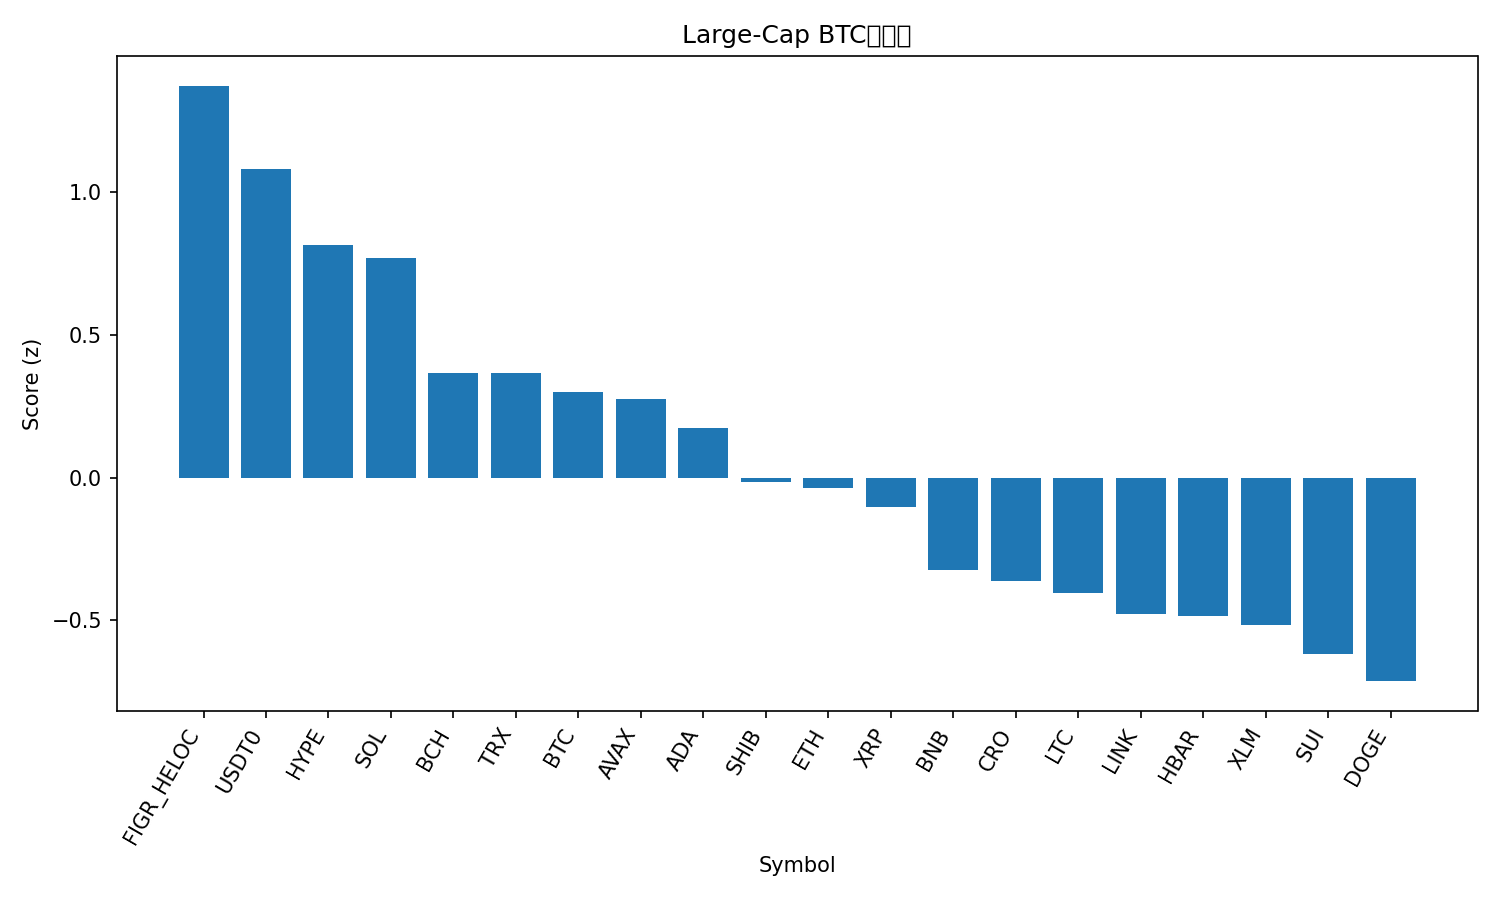 Large-Cap BTC
Score (z)
1.0
0.5
0.0
−0.5
FIGR_HELOC
USDT0
HYPE
SOL
BCH
TRX
BTC
AVAX
ADA
SHIB
ETH
XRP
BNB
CRO
LTC
LINK
HBAR
XLM
SUI
DOGE
Symbol